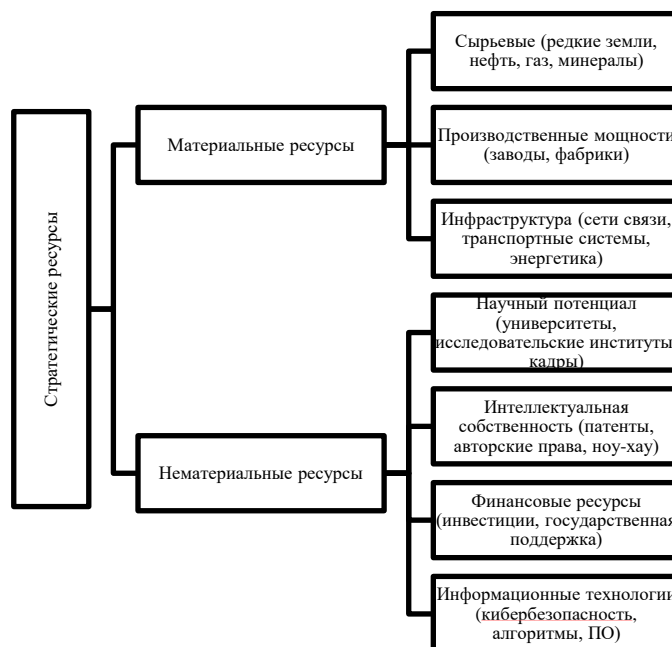 Стратегические ресурсы
Материальные ресурсы
Сырьевые (редкие земли,
нефть, газ, минералы)
Производственные мощности
(заводы, фабрики)
Инфраструктура (сети связи,
транспортные системы,
энергетика)
Нематериальные ресурсы
Научный потенциал
(университеты,
исследовательские институты,
кадры)
Интеллектуальная
собственность (патенты,
авторские права, ноу-хау)
Финансовые ресурсы
(инвестиции, государственная
поддержка)
Информационные технологии
(кибербезопасность,
алгоритмы, ПО)